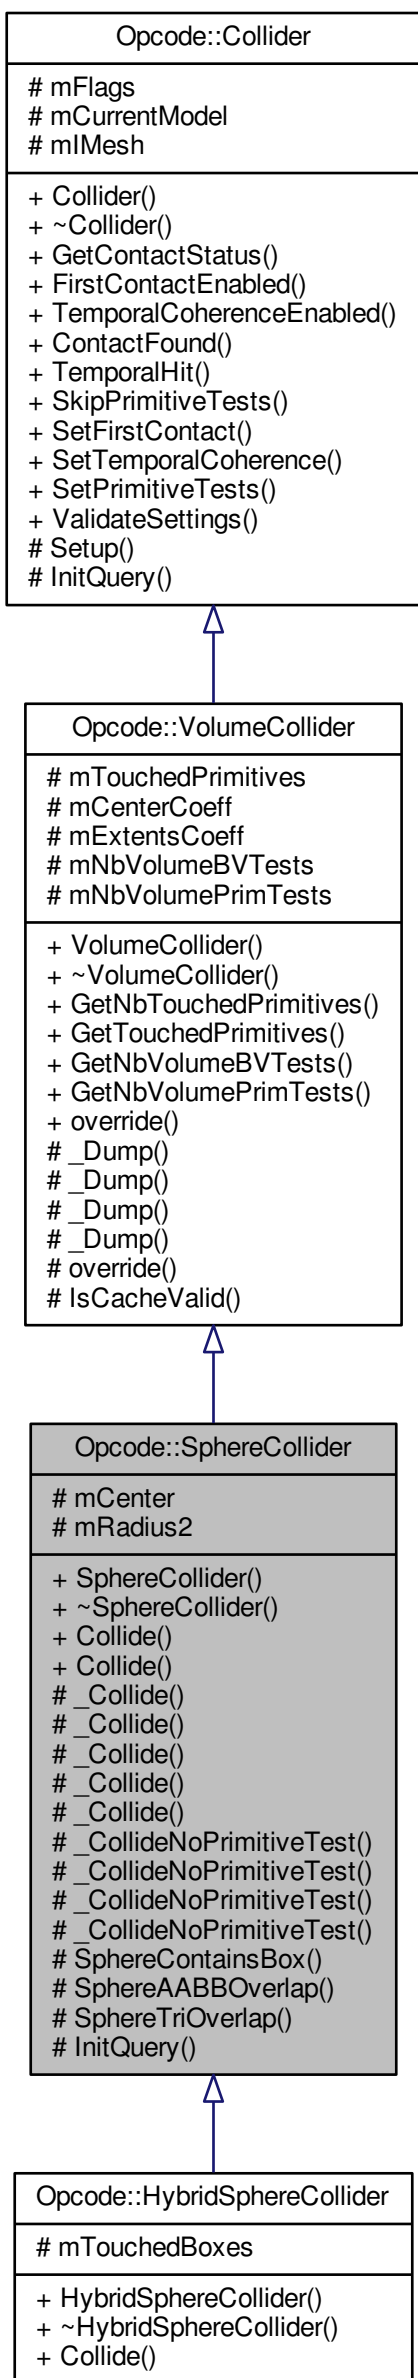 Opcode::Collider
# mFlags
# mCurrentModel
# mIMesh
+ Collider()
+ ~Collider()
+ GetContactStatus()
+ FirstContactEnabled()
+ TemporalCoherenceEnabled()
+ ContactFound()
+ TemporalHit()
+ SkipPrimitiveTests()
+ SetFirstContact()
+ SetTemporalCoherence()
+ SetPrimitiveTests()
+ ValidateSettings()
# Setup()
# InitQuery()
Opcode::VolumeCollider
# mTouchedPrimitives
# mCenterCoeff
# mExtentsCoeff
# mNbVolumeBVTests
# mNbVolumePrimTests
+ VolumeCollider()
+ ~VolumeCollider()
+ GetNbTouchedPrimitives()
+ GetTouchedPrimitives()
+ GetNbVolumeBVTests()
+ GetNbVolumePrimTests()
+ override()
# _Dump()
# _Dump()
# _Dump()
# _Dump()
# override()
# IsCacheValid()
Opcode::SphereCollider
# mCenter
# mRadius2
+ SphereCollider()
+ ~SphereCollider()
+ Collide()
+ Collide()
# _Collide()
# _Collide()
# _Collide()
# _Collide()
# _Collide()
# _CollideNoPrimitiveTest()
# _CollideNoPrimitiveTest()
# _CollideNoPrimitiveTest()
# _CollideNoPrimitiveTest()
# SphereContainsBox()
# SphereAABBOverlap()
# SphereTriOverlap()
# InitQuery()
Opcode::HybridSphereCollider
# mTouchedBoxes
+ HybridSphereCollider()
+ ~HybridSphereCollider()
+ Collide()